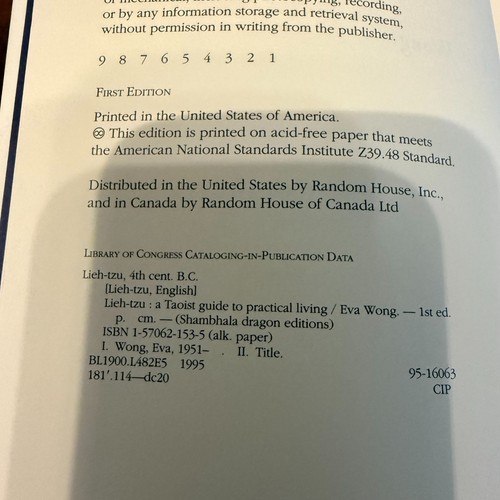 or by any information storage and retrieval system,
without permission in writing from the publisher.
9 8 7 6 5 4 3 2 1
FIRST EDITION
Printed in the United States of America.
♾ This edition is printed on acid-free paper that meets
the American National Standards Institute Z39.48 Standard.
Distributed in the United States by Random House, Inc.,
and in Canada by Random House of Canada Ltd
LIBRARY OF CONGRESS CATALOGING-IN-PUBLICATION DATA
Lieh-tzu, 4th cent. B.C.
[Lieh-tzu, English]
Lieh-tzu : a Taoist guide to practical living / Eva Wong. — 1st ed.
p. cm. — (Shambhala dragon editions)
ISBN 1-57062-153-5 (alk. paper)
I. Wong, Eva, 1951– . II. Title.
BL1900.L482E5 1995
181′.114—dc20 95-16063
CIP